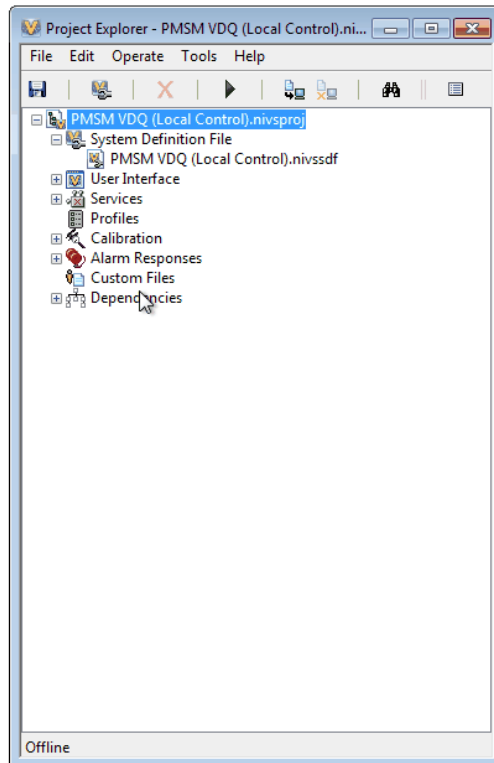 Project Explorer - PMSM VDQ (Local Control).ni...
File Edit Operate Tools Help
PMSM VDQ (Local Control).nivsproj
System Definition File
PMSM VDQ (Local Control).nivssdf
User Interface
Services
Profiles
Calibration
Alarm Responses
Custom Files
Dependencies
Offline